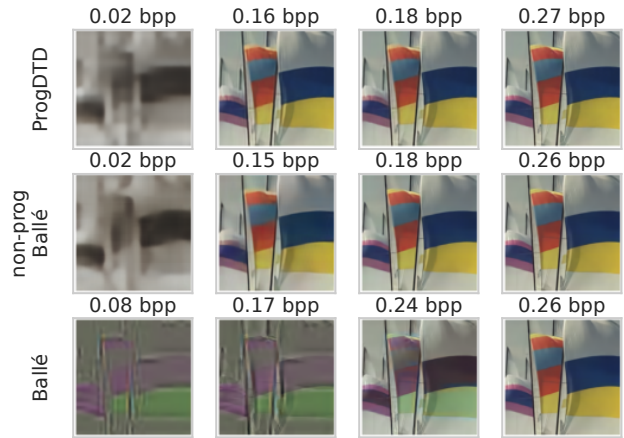 0.02 bpp 0.16 bpp 0.18 bpp 0.27 bpp
ProgDTD
0.02 bpp 0.15 bpp 0.18 bpp 0.26 bpp
non-prog
Ballé
0.08 bpp 0.17 bpp 0.24 bpp 0.26 bpp
Ballé